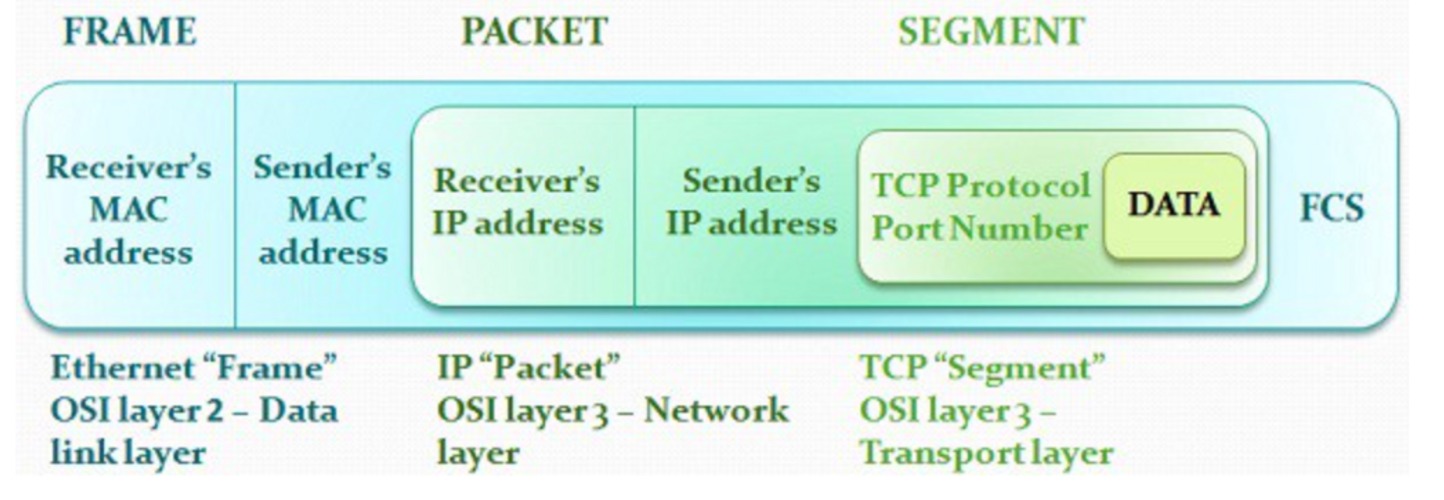 FRAME
PACKET
SEGMENT
Receiver’s
MAC
address
Sender’s
MAC
address
Receiver’s
IP address
Sender’s
IP address
TCP Protocol
Port Number
DATA
FCS
Ethernet “Frame”
OSI layer 2 – Data
link layer
IP “Packet”
OSI layer 3 – Network
layer
TCP “Segment”
OSI layer 3 –
Transport layer